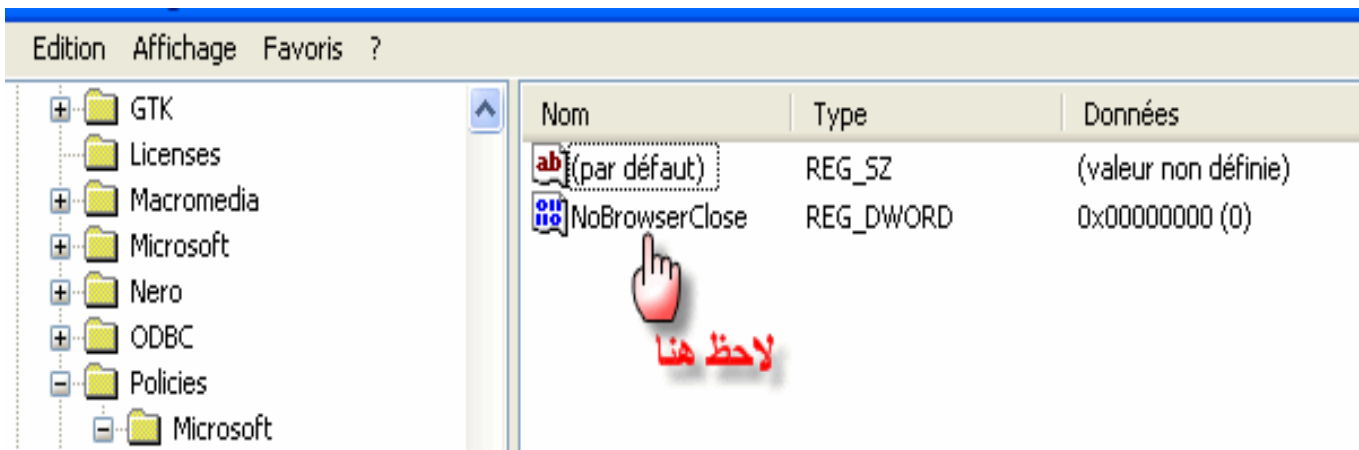 Edition Affichage Favoris ?
GTK
Licenses
Macromedia
Microsoft
Nero
ODBC
Policies
Microsoft
Nom Type Données
(par défaut) REG_SZ (valeur non définie)
NoBrowserClose REG_DWORD 0x00000000 (0)
لاحظ هنا